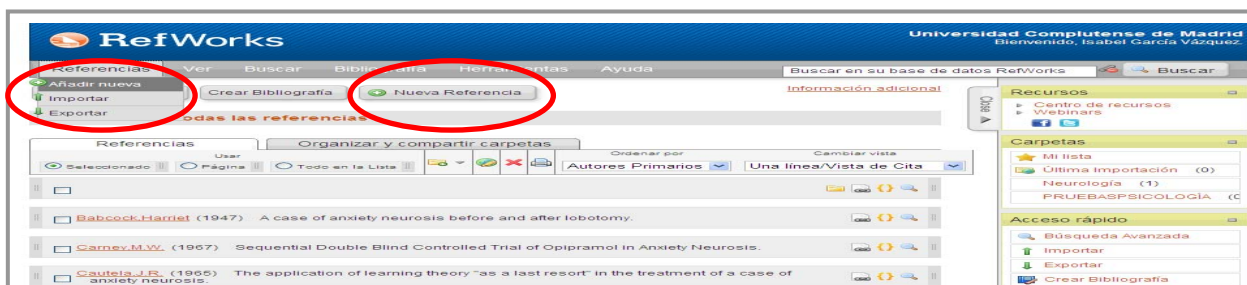 RefWorks
Universidad Complutense de Madrid
Bienvenido, Isabel García Vázquez.
Referencias Ver Buscar Bibliografía Herramientas Ayuda
Buscar en su base de datos RefWorks Buscar
Añadir nueva
Importar
Exportar
Crear Bibliografía Nueva Referencia
Información adicional
odas las referencias
Close
Referencias Organizar y compartir carpetas
Usar
Seleccionado Página Todo en la Lista
Ordenar por
Autores Primarios
Cambiar vista
Una línea/Vista de Cita
Babcock,Harriet (1947) A case of anxiety neurosis before and after lobotomy.
Carney,M.W. (1967) Sequential Double Blind Controlled Trial of Opipramol in Anxiety Neurosis.
Cautela,J.R. (1965) The application of learning theory "as a last resort" in the treatment of a case of
anxiety neurosis.
Recursos
Centro de recursos
Webinars
Carpetas
Mi lista
Última Importación (0)
Neurología (1)
PRUEBASPSICOLOGÍA (0
Acceso rápido
Búsqueda Avanzada
Importar
Exportar
Crear Bibliografía